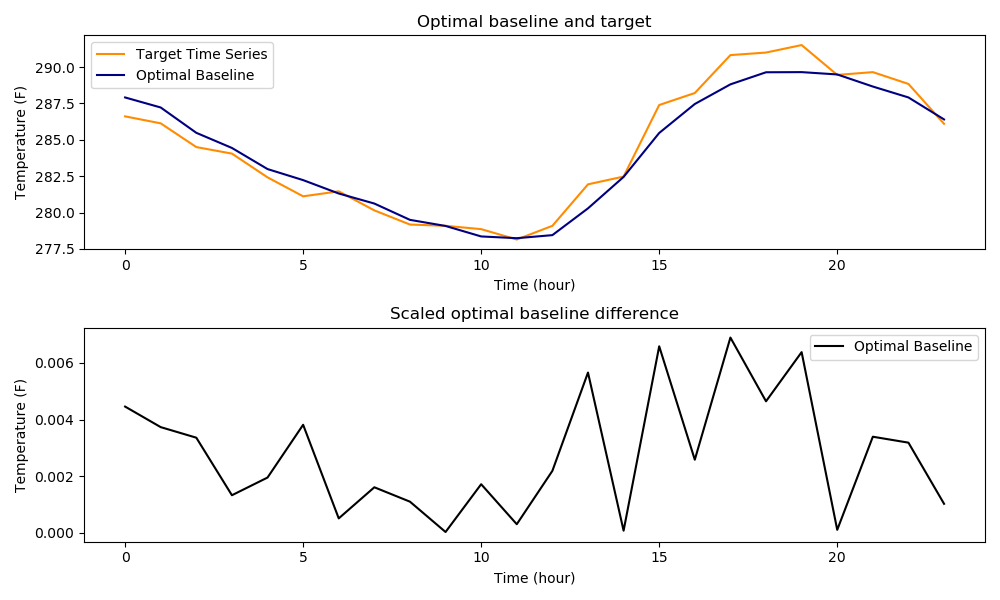 Optimal baseline and target
Target Time Series
Optimal Baseline
Temperature (F)
290.0
287.5
285.0
282.5
280.0
277.5
0 5 10 15 20
Time (hour)
Scaled optimal baseline difference
Optimal Baseline
Temperature (F)
0.006
0.004
0.002
0.000
0 5 10 15 20
Time (hour)